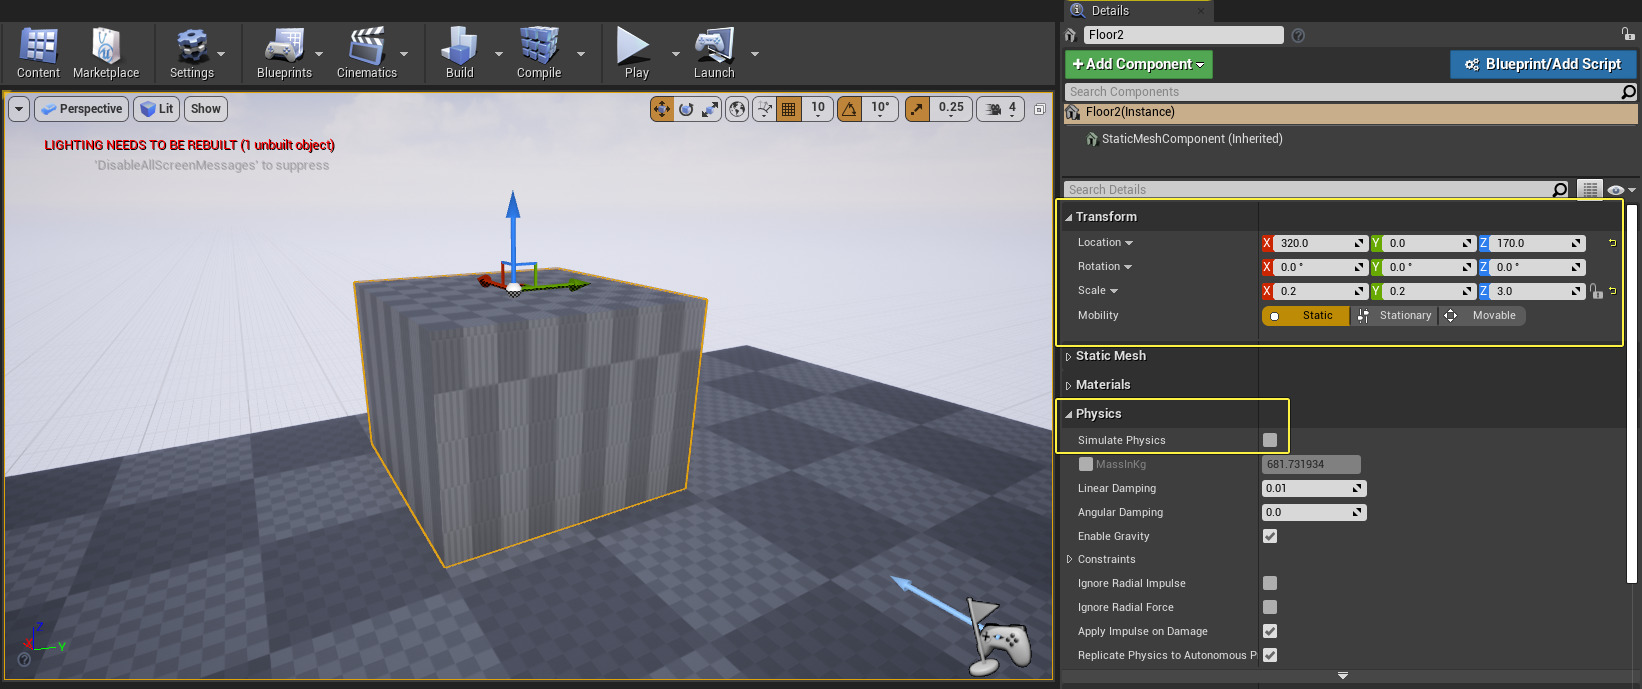 Details
Content
Marketplace
Settings
Blueprints
Cinematics
Build
Compile
Play
Launch
Floor2
+Add Component
Blueprint/Add Script
Search Components
Floor2(Instance)
StaticMeshComponent (Inherited)
Perspective
Lit
Show
10
10°
0.25
4
LIGHTING NEEDS TO BE REBUILT (1 unbuilt object)
'DisableAllScreenMessages' to suppress
Z
X
Y
Search Details
Transform
Location X 320.0 Y 0.0 Z 170.0
Rotation X 0.0 ° Y 0.0 ° Z 0.0 °
Scale X 0.2 Y 0.2 Z 3.0
Mobility Static Stationary Movable
Static Mesh
Materials
Physics
Simulate Physics
MassInKg 681.731934
Linear Damping 0.01
Angular Damping 0.0
Enable Gravity
Constraints
Ignore Radial Impulse
Ignore Radial Force
Apply Impulse on Damage
Replicate Physics to Autonomous P